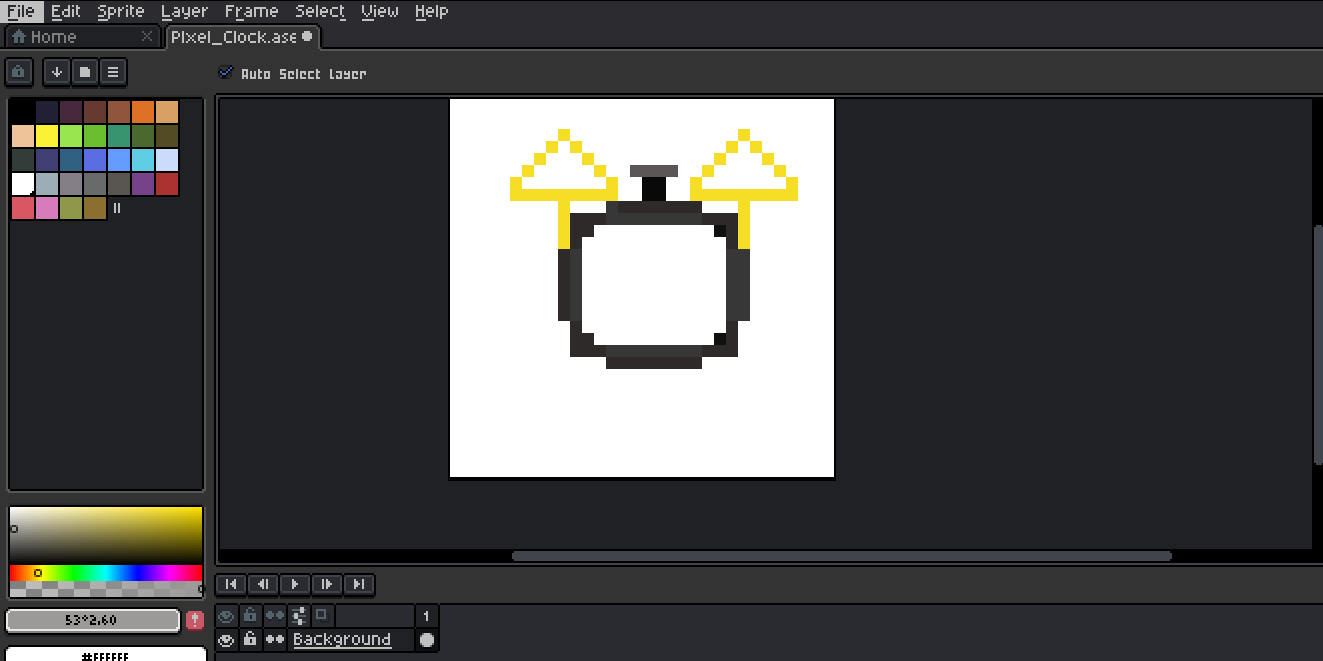 File Edit Sprite Layer Frame Select View Help
Home PIxel_Clock.ase
Auto Select Layer
53°2,60
1
Background
#FFFFFF